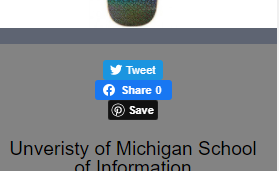 Tweet
Share 0
Save
Unveristy of Michigan School
of Information